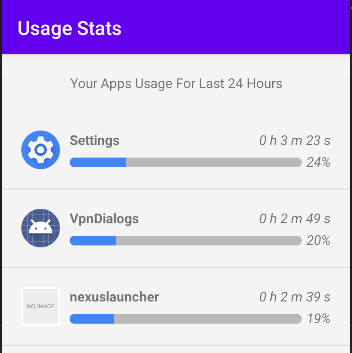 Usage Stats
Your Apps Usage For Last 24 Hours
Settings 0 h 3 m 23 s
24%
VpnDialogs 0 h 2 m 49 s
20%
NO IMAGE
nexuslauncher 0 h 2 m 39 s
19%